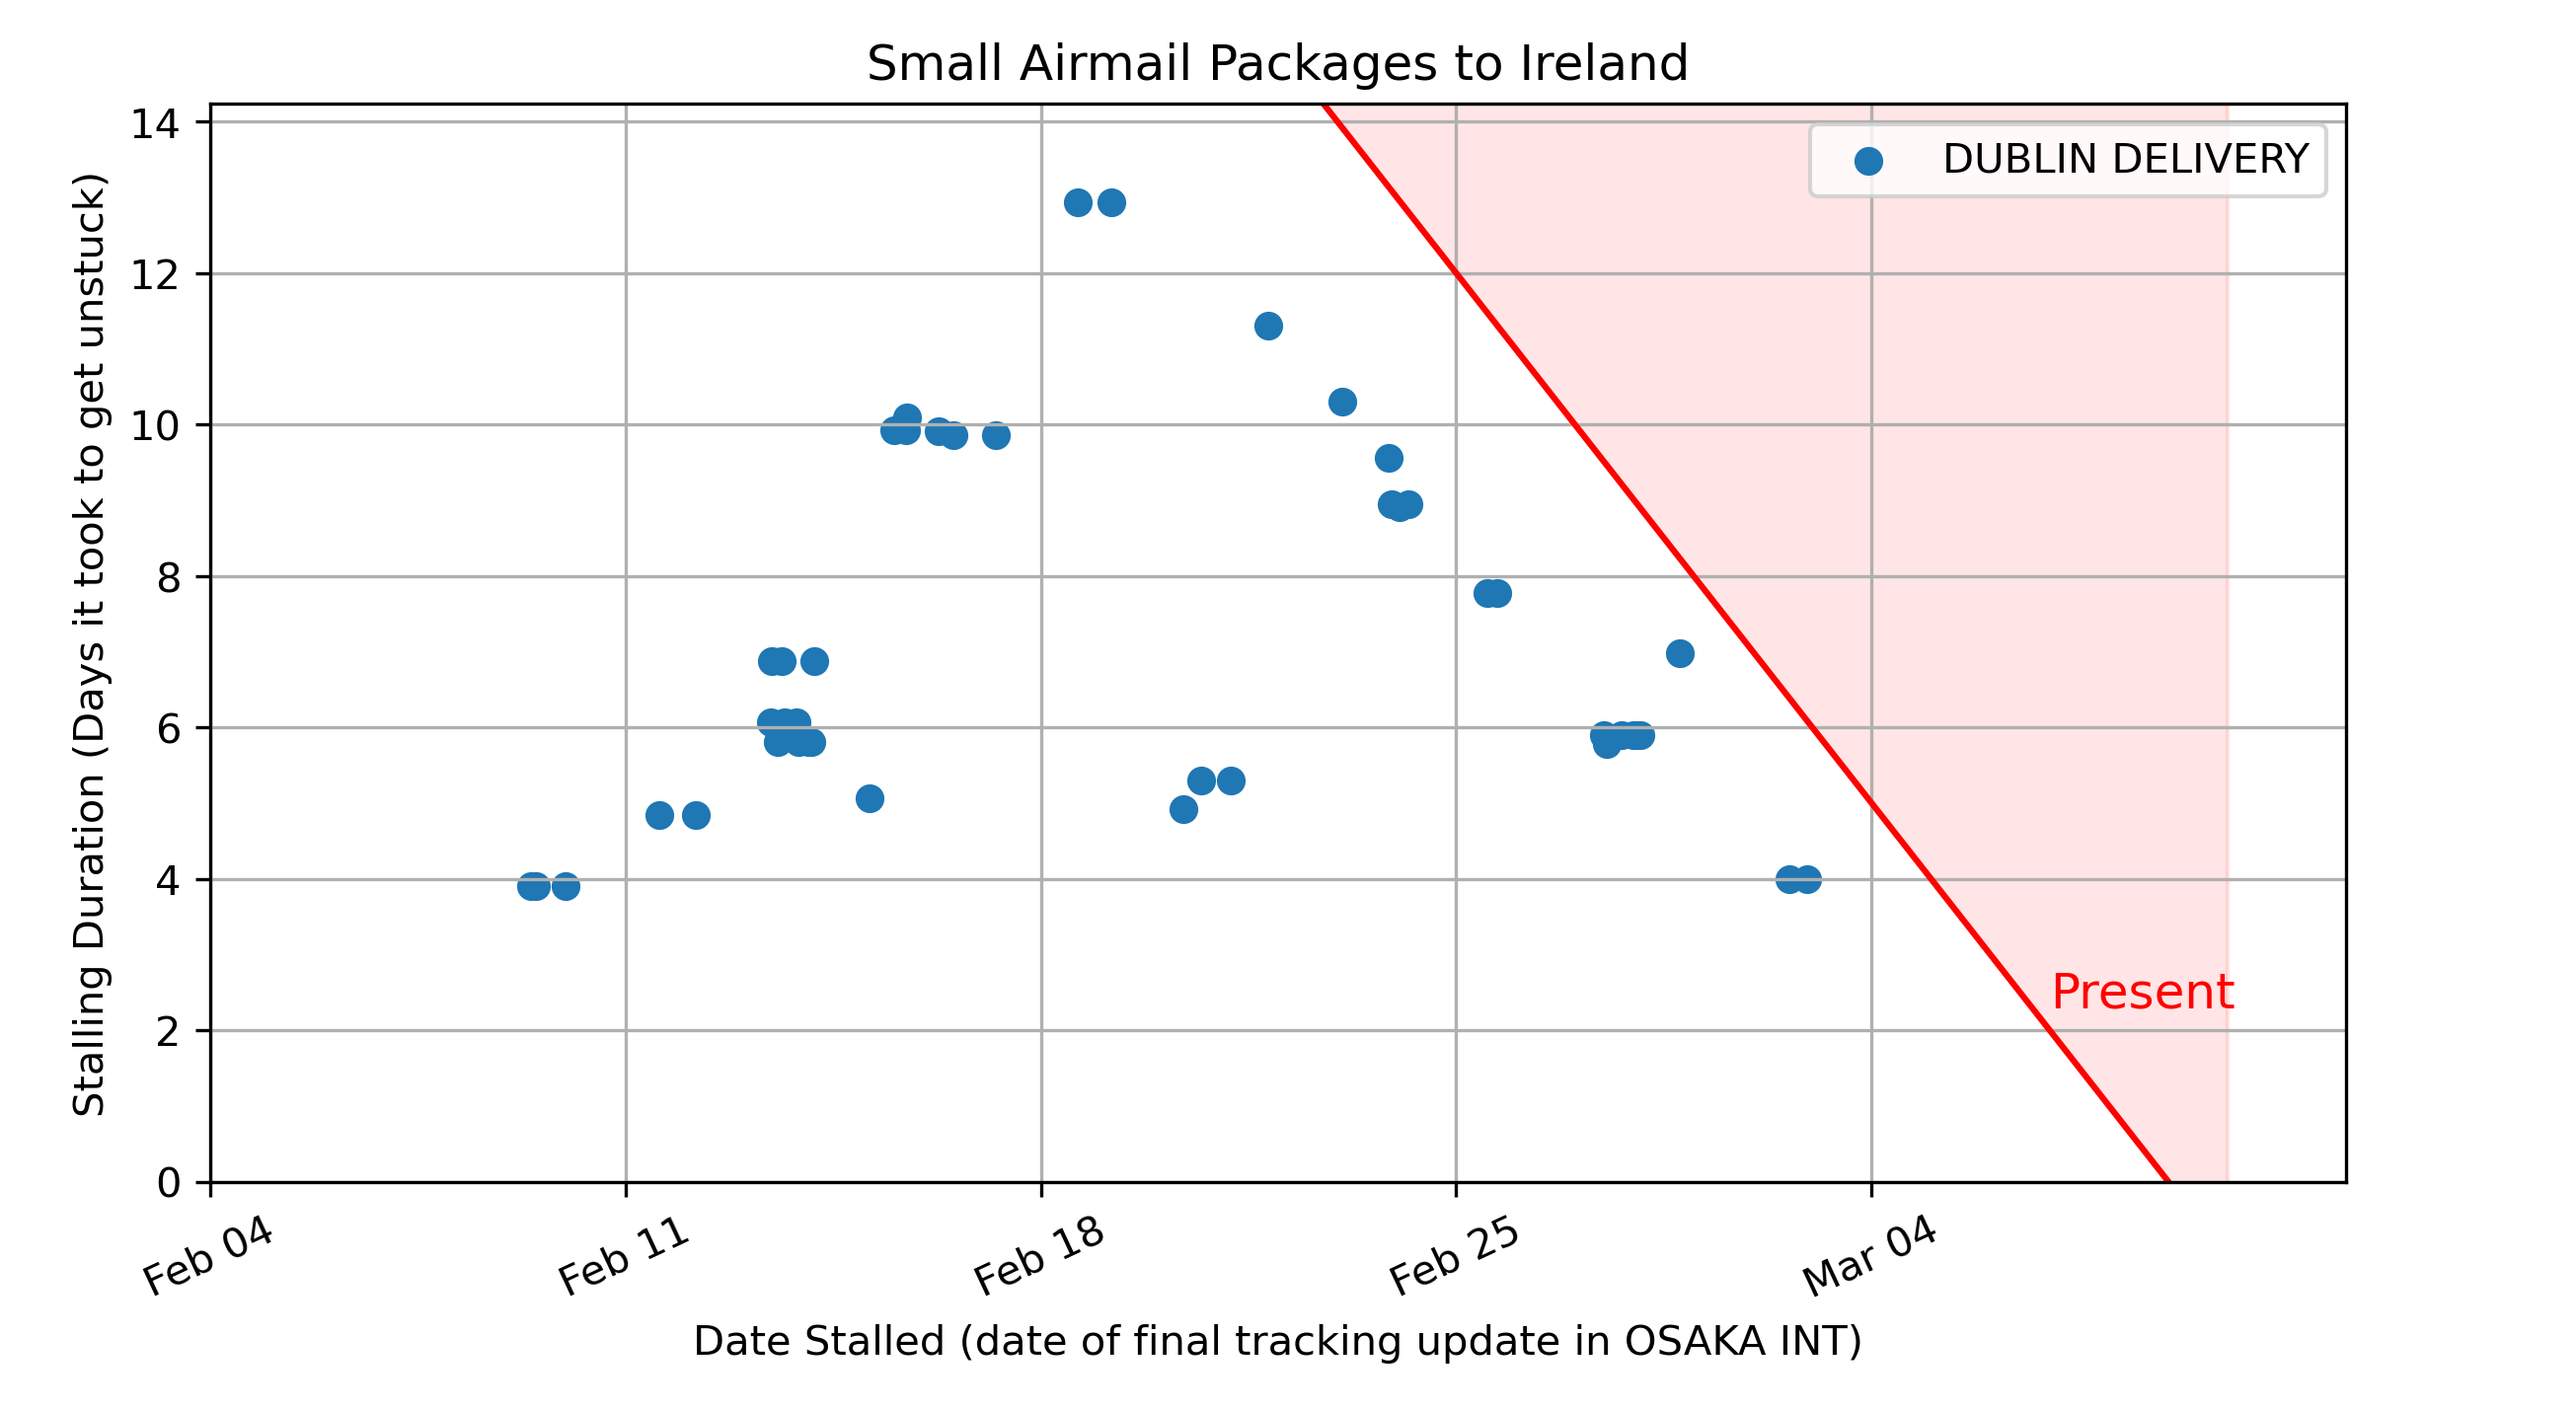 Small Airmail Packages to Ireland
DUBLIN DELIVERY
Stalling Duration (Days it took to get unstuck)
14
12
10
8
6
4
2
0
Present
Feb 04
Feb 11
Feb 18
Feb 25
Mar 04
Date Stalled (date of final tracking update in OSAKA INT)